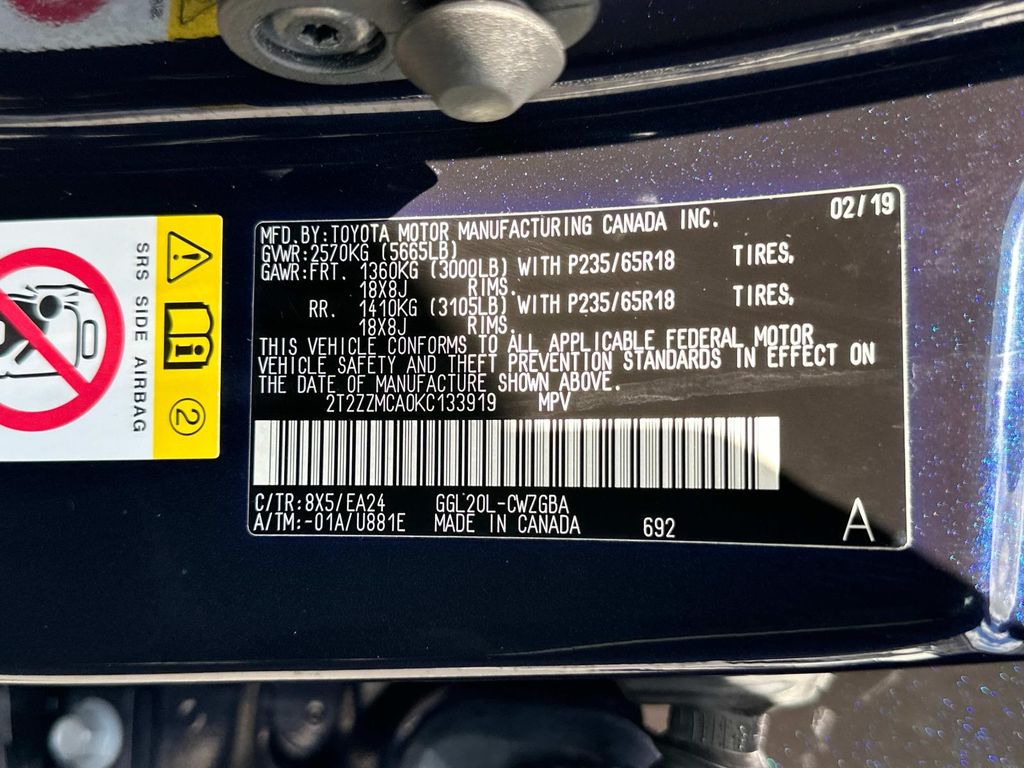 MFD. BY: TOYOTA MOTOR MANUFACTURING CANADA INC. 02/19
GVWR: 2570KG (5665LB)
GAWR: FRT. 1360KG (3000LB) WITH P235/65R18 TIRES,
18X8J RIMS.
RR. 1410KG (3105LB) WITH P235/65R18 TIRES,
18X8J RIMS.
THIS VEHICLE CONFORMS TO ALL APPLICABLE FEDERAL MOTOR
VEHICLE SAFETY AND THEFT PREVENTION STANDARDS IN EFFECT ON
THE DATE OF MANUFACTURE SHOWN ABOVE.
2T2ZZMCA0KC133919 MPV
C/TR: 8X5/EA24 GGL20L-CWZGBA
A/TM: -01A/U881E MADE IN CANADA 692 A
SRS SIDE AIRBAG
2